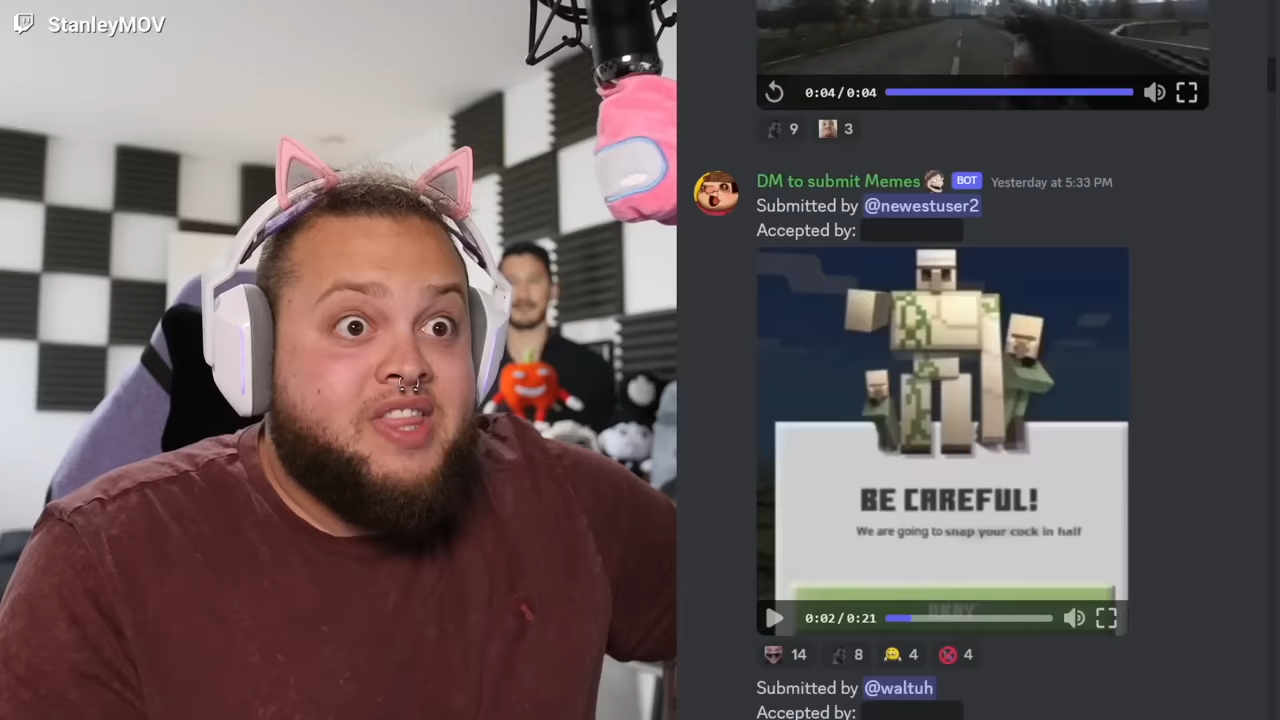 StanleyMOV
0:04/0:04
9
3
DM to submit Memes BOT Yesterday at 5:33 PM
Submitted by @newestuser2
Accepted by:
BE CAREFUL!
We are going to snap your cock in half
OKAY
0:02/0:21
14
8
4
4
Submitted by @waltuh
Accepted by: